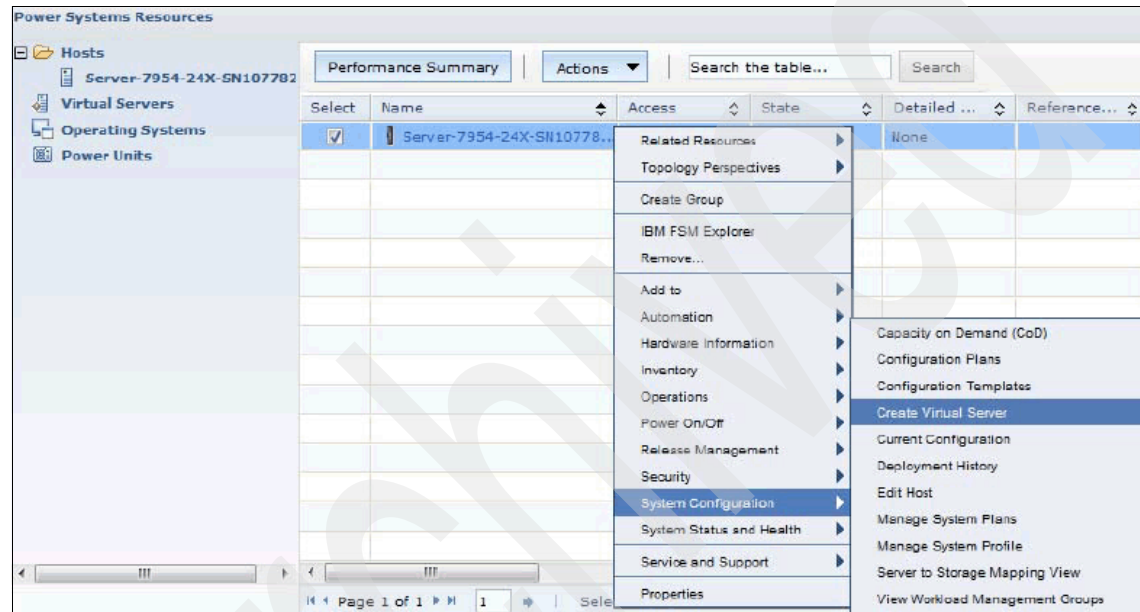 Power Systems Resources
Hosts
Server-7954-24X-SN107782
Virtual Servers
Operating Systems
Power Units
Performance Summary
Actions
Search the table...
Search
Select
Name
Access
State
Detailed ...
Reference...
Server-7954-24X-SN10778...
None
Related Resources
Topology Perspectives
Create Group
IBM FSM Explorer
Remove...
Add to
Automation
Hardware Information
Inventory
Operations
Power On/Off
Release Management
Security
System Configuration
System Status and Health
Service and Support
Properties
Capacity on Demand (CoD)
Configuration Plans
Configuration Templates
Create Virtual Server
Current Configuration
Deployment History
Edit Host
Manage System Plans
Manage System Profile
Server to Storage Mapping View
View Workload Management Groups
Page 1 of 1
1